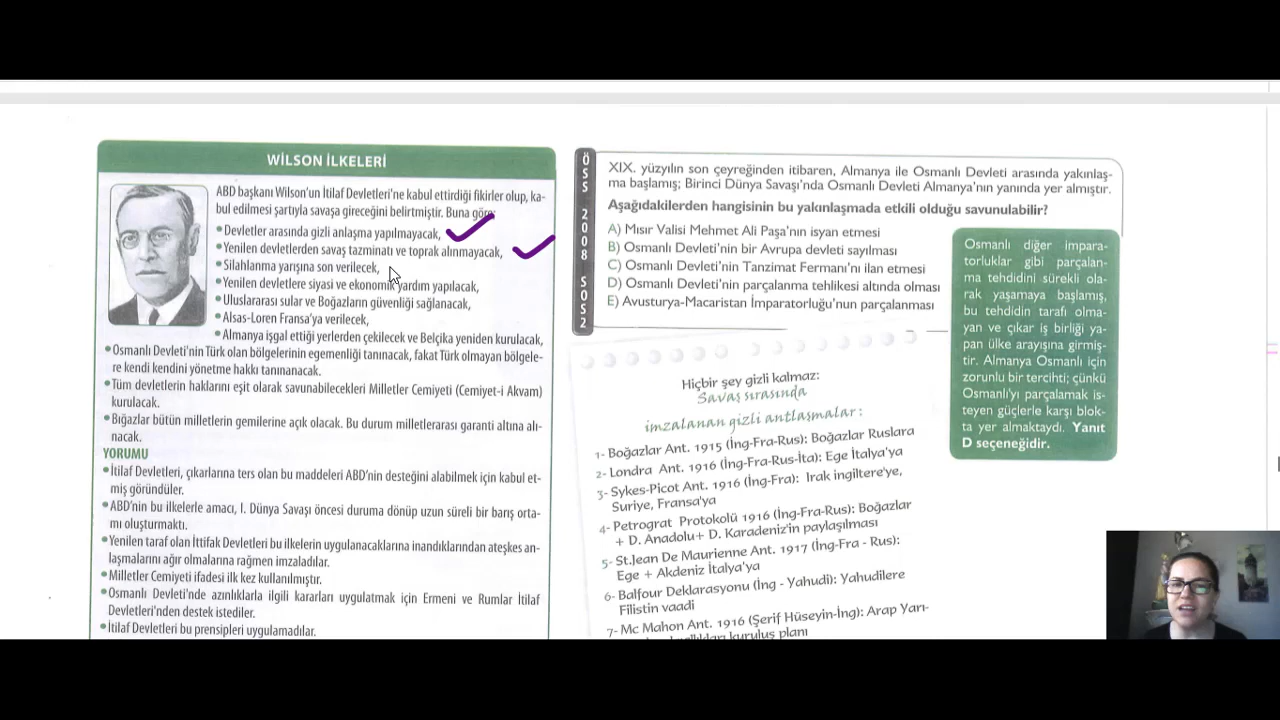 WİLSON İLKELERİ
ABD başkanı Wilson'un İtilaf Devletleri'ne kabul ettirdiği fikirler olup, ka-
bul edilmesi şartıyla savaşa gireceğini belirtmiştir. Buna göre;
• Devletler arasında gizli anlaşma yapılmayacak,
• Yenilen devletlerden savaş tazminatı ve toprak alınmayacak,
• Silahlanma yarışına son verilecek,
• Yenilen devletlere siyasi ve ekonomik yardım yapılacak,
• Uluslararası sular ve Boğazların güvenliği sağlanacak,
• Alsas-Loren Fransa'ya verilecek,
• Almanya işgal ettiği yerlerden çekilecek ve Belçika yeniden kurulacak,
• Osmanlı Devleti'nin Türk olan bölgelerinin egemenliği tanınacak, fakat Türk olmayan bölgele-
re kendi kendini yönetme hakkı tanınanacak.
• Tüm devletlerin haklarını eşit olarak savunabilecekleri Milletler Cemiyeti (Cemiyet-i Akvam)
kurulacak.
• Bığazlar bütün milletlerin gemilerine açık olacak. Bu durum milletlerarası garanti altına alı-
nacak.
YORUMU
• İtilaf Devletleri, çıkarlarına ters olan bu maddeleri ABD'nin desteğini alabilmek için kabul et-
miş göründüler.
• ABD'nin bu ilkelerle amacı, I. Dünya Savaşı öncesi duruma dönüp uzun süreli bir barış orta-
mı oluşturmaktı.
• Yenilen taraf olan İttifak Devletleri bu ilkelerin uygulanacaklarına inandıklarından ateşkes an-
laşmalarını ağır olmalarına rağmen imzaladılar.
• Milletler Cemiyeti ifadesi ilk kez kullanılmıştır.
• Osmanlı Devleti'nde azınlıklarla ilgili kararları uygulatmak için Ermeni ve Rumlar İtilaf
Devletleri'nden destek istediler.
• İtilaf Devletleri bu prensipleri uygulamadılar.
ÖSS 2008 SOS2
XIX. yüzyılın son çeyreğinden itibaren, Almanya ile Osmanlı Devleti arasında yakınlaş-
ma başlamış; Birinci Dünya Savaşı'nda Osmanlı Devleti Almanya'nın yanında yer almıştır.
Aşağıdakilerden hangisinin bu yakınlaşmada etkili olduğu savunulabilir?
A) Mısır Valisi Mehmet Ali Paşa'nın isyan etmesi
B) Osmanlı Devleti'nin bir Avrupa devleti sayılması
C) Osmanlı Devleti'nin Tanzimat Fermanı'nı ilan etmesi
D) Osmanlı Devleti'nin parçalanma tehlikesi altında olması
E) Avusturya-Macaristan İmparatorluğu'nun parçalanması
Osmanlı diğer impara-
torluklar gibi parçalan-
ma tehdidini sürekli ola-
rak yaşamaya başlamış,
bu tehdidin tarafı olma-
yan ve çıkar iş birliği ya-
pan ülke arayışına girmiş-
tir. Almanya Osmanlı için
zorunlu bir tercihti; çünkü
Osmanlı'yı parçalamak is-
teyen güçlerle karşı blok-
ta yer almaktaydı. Yanıt
D seçeneğidir.
Hiçbir şey gizli kalmaz:
Savaş sırasında
imzalanan gizli antlaşmalar :
1- Boğazlar Ant. 1915 (İng-Fra-Rus): Boğazlar Ruslara
2- Londra Ant. 1916 (İng-Fra-Rus-İta): Ege İtalya'ya
3- Sykes-Picot Ant. 1916 (İng-Fra): Irak ingiltere'ye,
Suriye, Fransa'ya
4- Petrograt Protokolü 1916 (İng-Fra-Rus): Boğazlar
+ D. Anadolu+ D. Karadeniz'in paylaşılması
5- St.Jean De Maurienne Ant. 1917 (İng-Fra - Rus):
Ege + Akdeniz İtalya'ya
6- Balfour Deklarasyonu (İng - Yahudi): Yahudilere
Filistin vaadi
7- Mc Mahon Ant. 1916 (Şerif Hüseyin-İng): Arap Yarı-
kuruluş planı